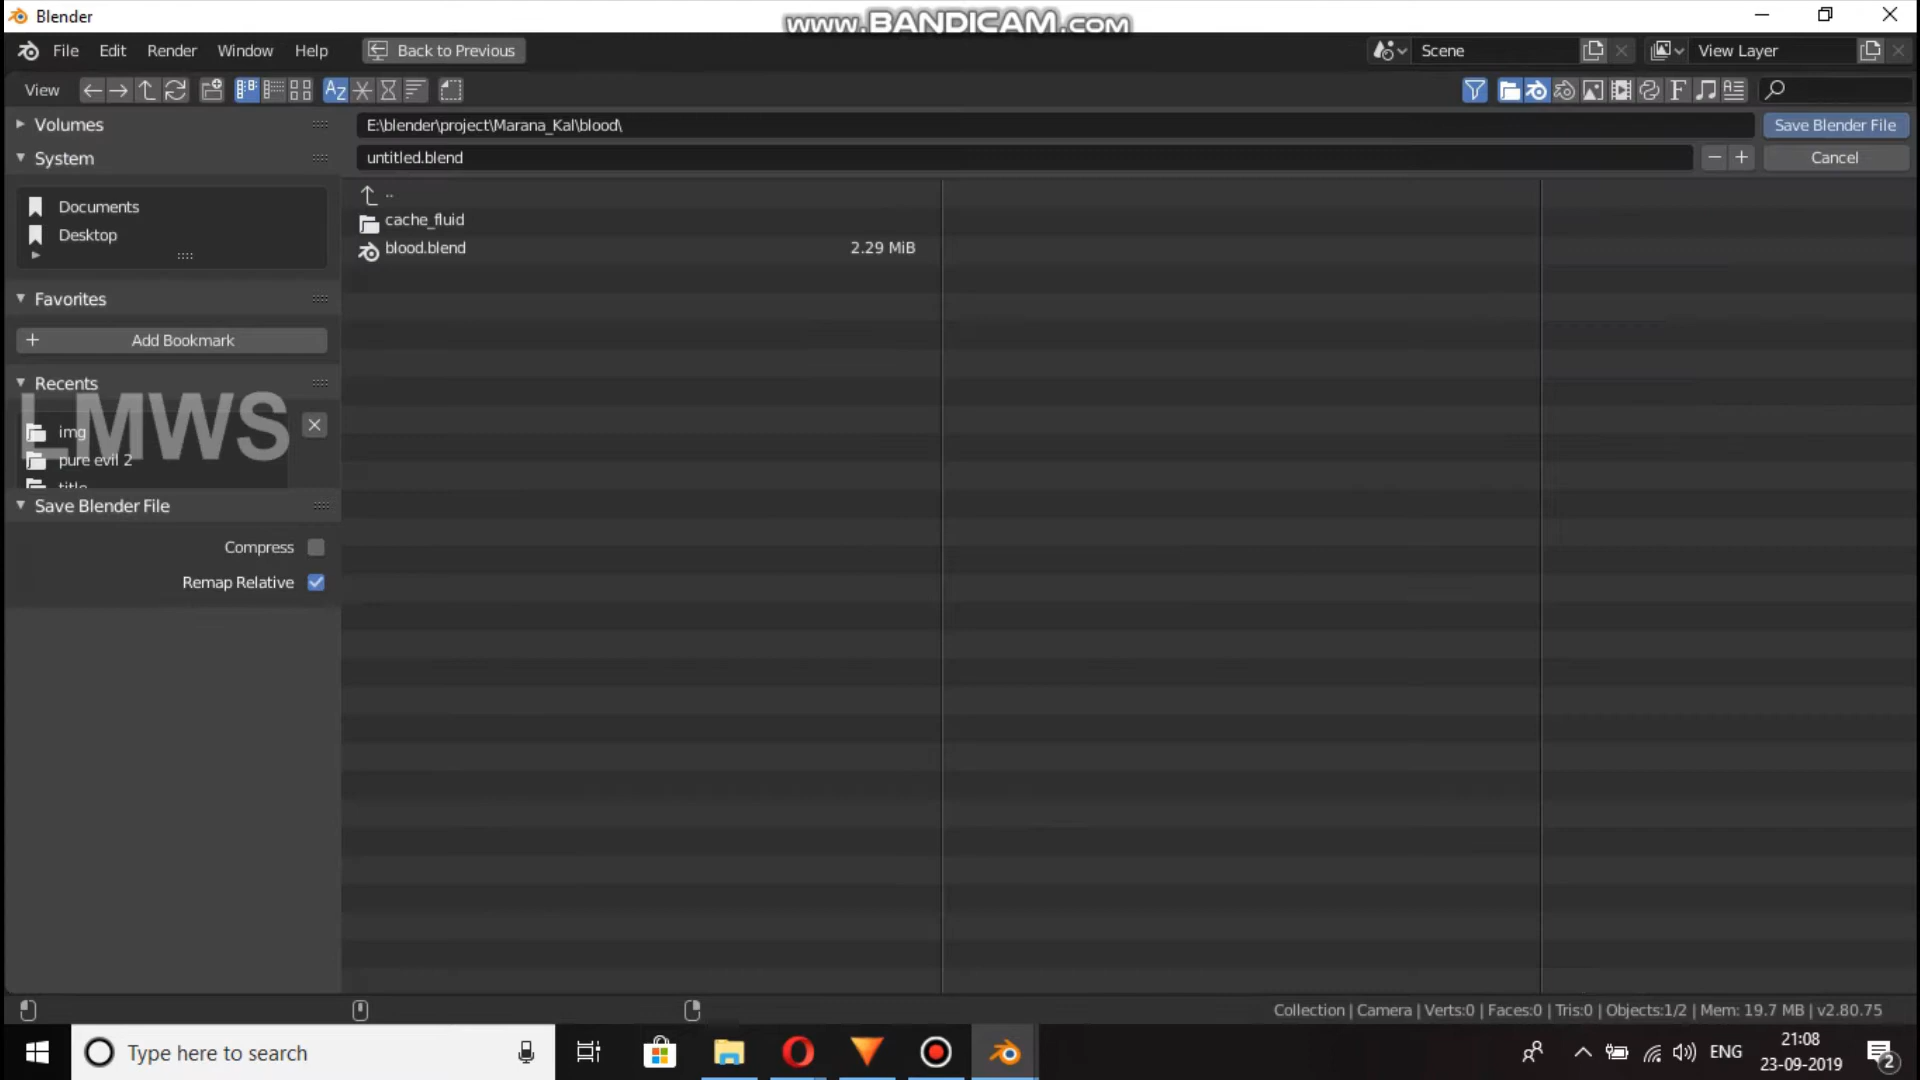 Blender
www.BANDICAM.com
File Edit Render Window Help Back to Previous Scene View Layer
View
Volumes
E:\blender\project\Marana_Kal\blood\
Save Blender File
System
untitled.blend
Cancel
..
Documents
cache_fluid
Desktop
blood.blend 2.29 MiB
Favorites
Add Bookmark
Recents
LMWS
img
pure evil 2
title
Save Blender File
Compress
Remap Relative
Collection | Camera | Verts:0 | Faces:0 | Tris:0 | Objects:1/2 | Mem: 19.7 MB | v2.80.75
Type here to search
ENG
21:08
23-09-2019
2